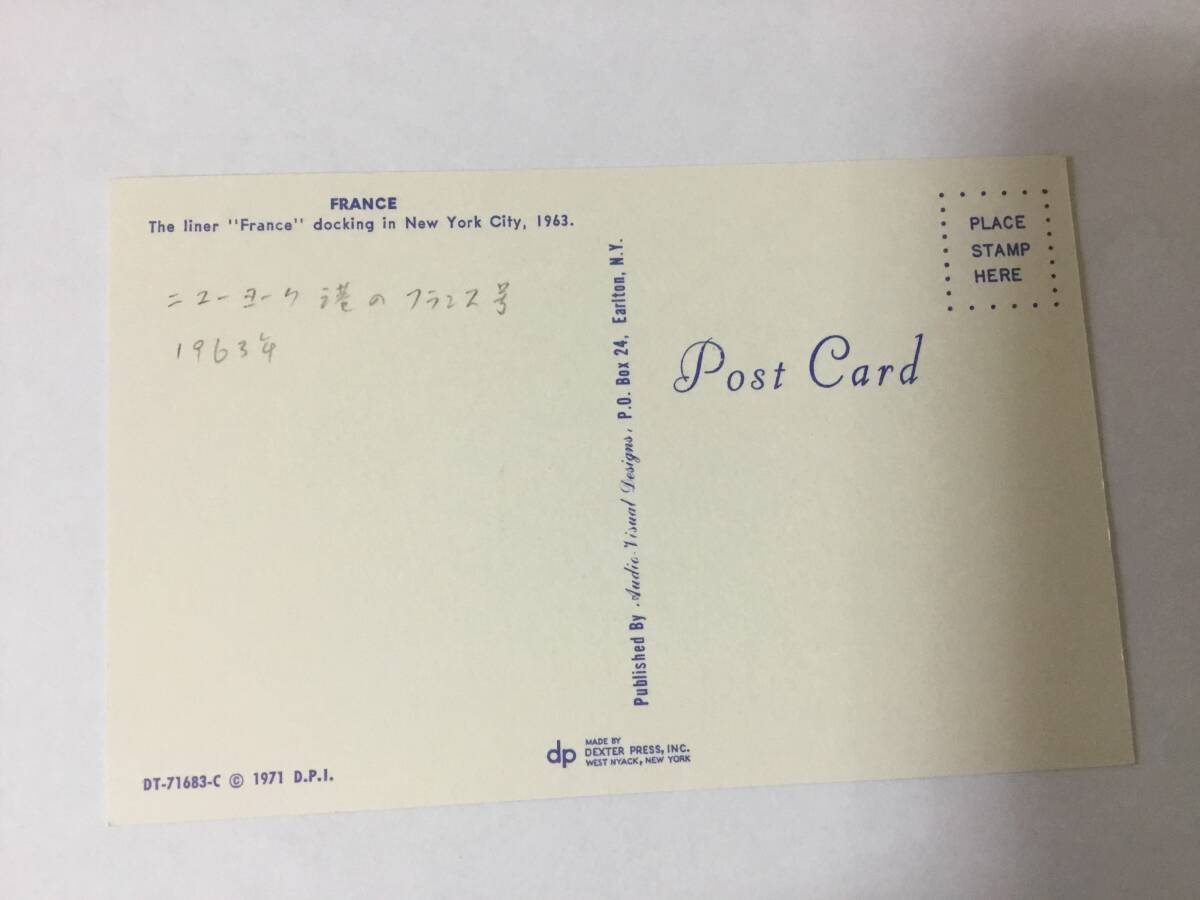 FRANCE
The liner "France" docking in New York City, 1963.
ニューヨーク港のフランス号
1963年
DT-71683-C © 1971 D.P.I.
Published By Audio-Visual Designs, P.O. Box 24, Earlton, N.Y.
dp
MADE BY
DEXTER PRESS, INC.
WEST NYACK, NEW YORK
Post Card
PLACE
STAMP
HERE